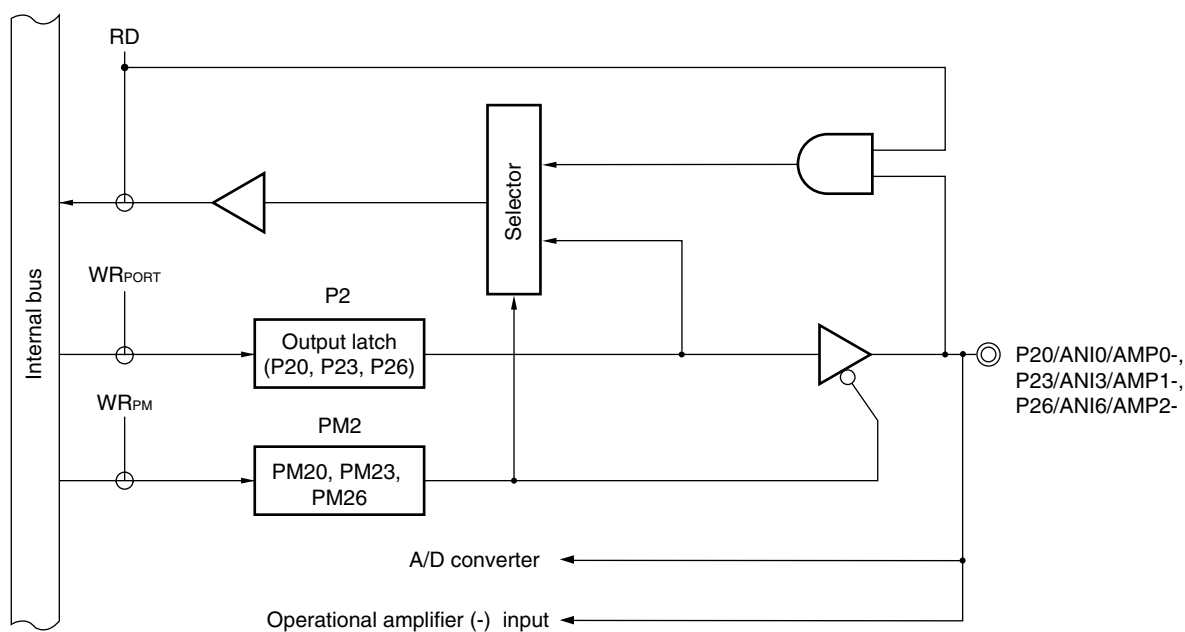 RD
Selector
Internal bus
WRPORT
P2
Output latch
(P20, P23, P26)
P20/ANI0/AMP0-,
P23/ANI3/AMP1-,
P26/ANI6/AMP2-
WRPM
PM2
PM20, PM23,
PM26
A/D converter
Operational amplifier (-) input